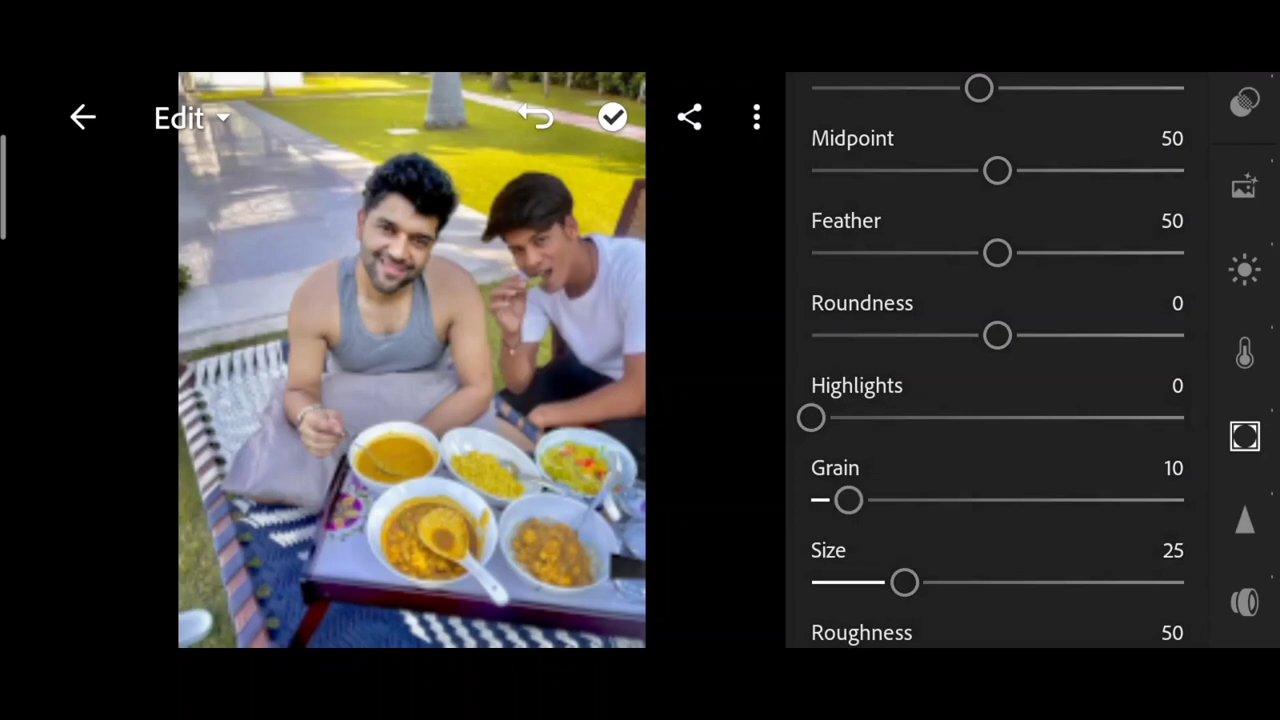 Edit
Midpoint 50
Feather 50
Roundness 0
Highlights 0
Grain 10
Size 25
Roughness 50